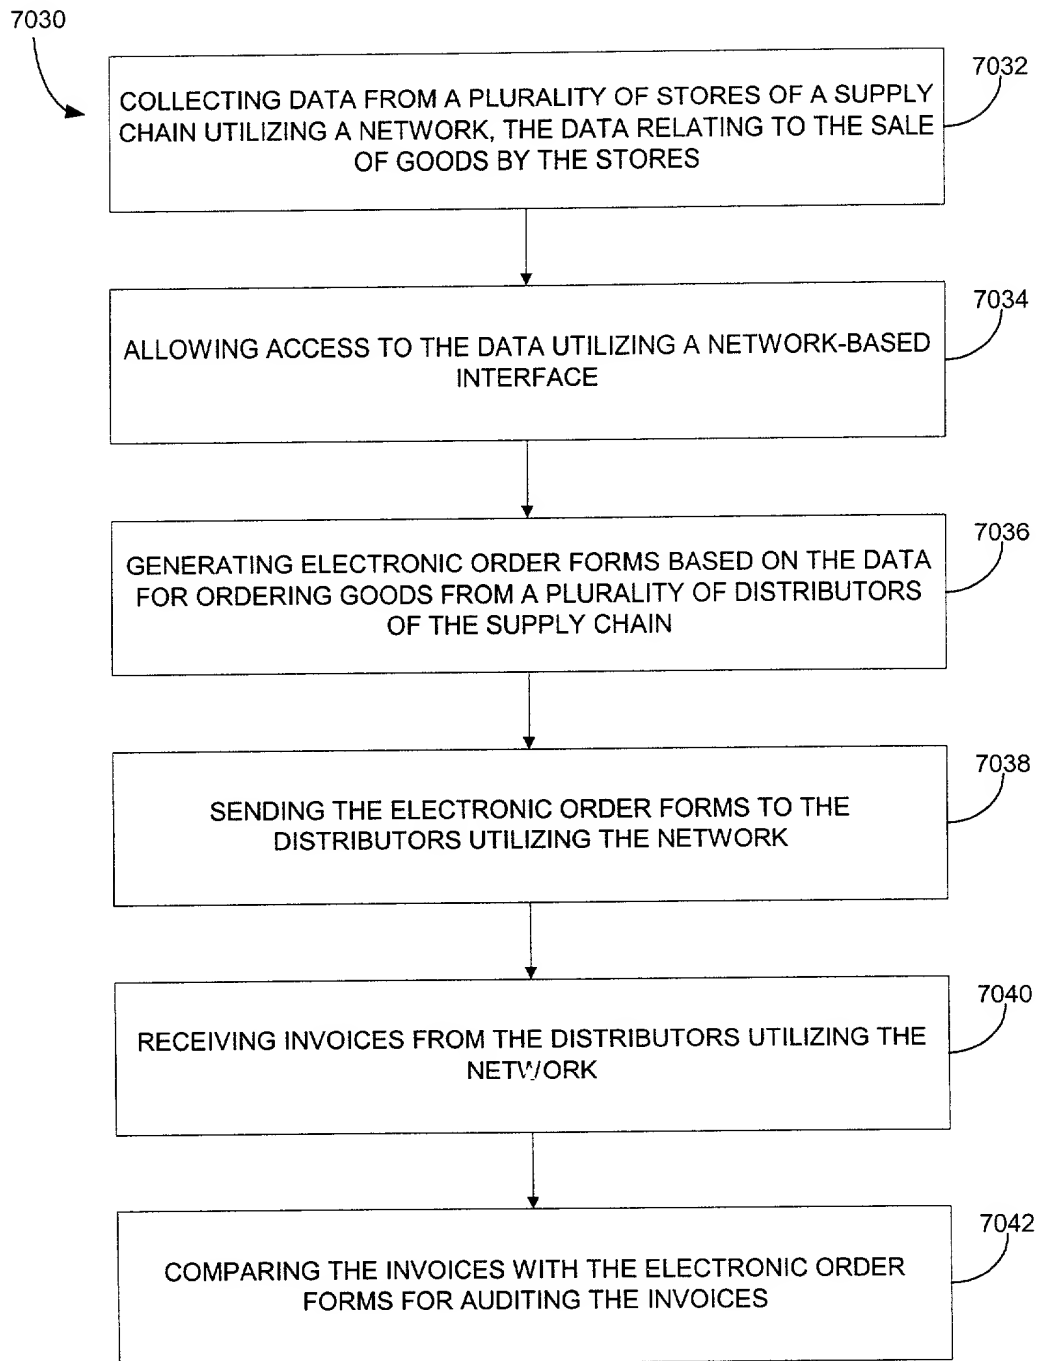 7030
7032
COLLECTING DATA FROM A PLURALITY OF STORES OF A SUPPLY
CHAIN UTILIZING A NETWORK, THE DATA RELATING TO THE SALE
OF GOODS BY THE STORES
7034
ALLOWING ACCESS TO THE DATA UTILIZING A NETWORK-BASED
INTERFACE
7036
GENERATING ELECTRONIC ORDER FORMS BASED ON THE DATA
FOR ORDERING GOODS FROM A PLURALITY OF DISTRIBUTORS
OF THE SUPPLY CHAIN
7038
SENDING THE ELECTRONIC ORDER FORMS TO THE
DISTRIBUTORS UTILIZING THE NETWORK
7040
RECEIVING INVOICES FROM THE DISTRIBUTORS UTILIZING THE
NETWORK
7042
COMPARING THE INVOICES WITH THE ELECTRONIC ORDER
FORMS FOR AUDITING THE INVOICES